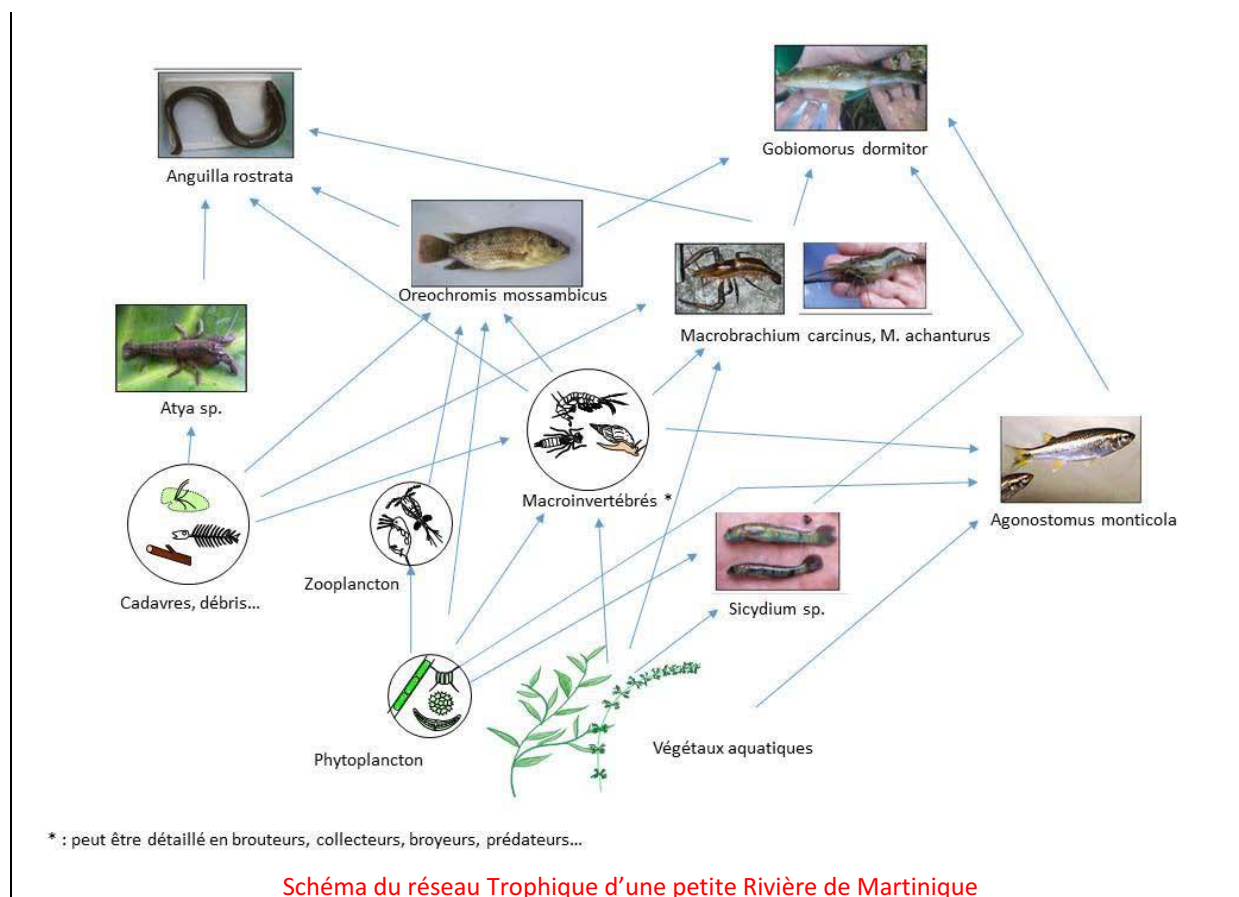 Gobiomorus dormitor
Anguilla rostrata
Oreochromis mossambicus
Macrobrachium carcinus, M. achanturus
Atya sp.
Macroinvertébrés *
Agonostomus monticola
Zooplancton
Cadavres, débris…
Sicydium sp.
Végétaux aquatiques
Phytoplancton
* : peut être détaillé en brouteurs, collecteurs, broyeurs, prédateurs…
Schéma du réseau Trophique d’une petite Rivière de Martinique